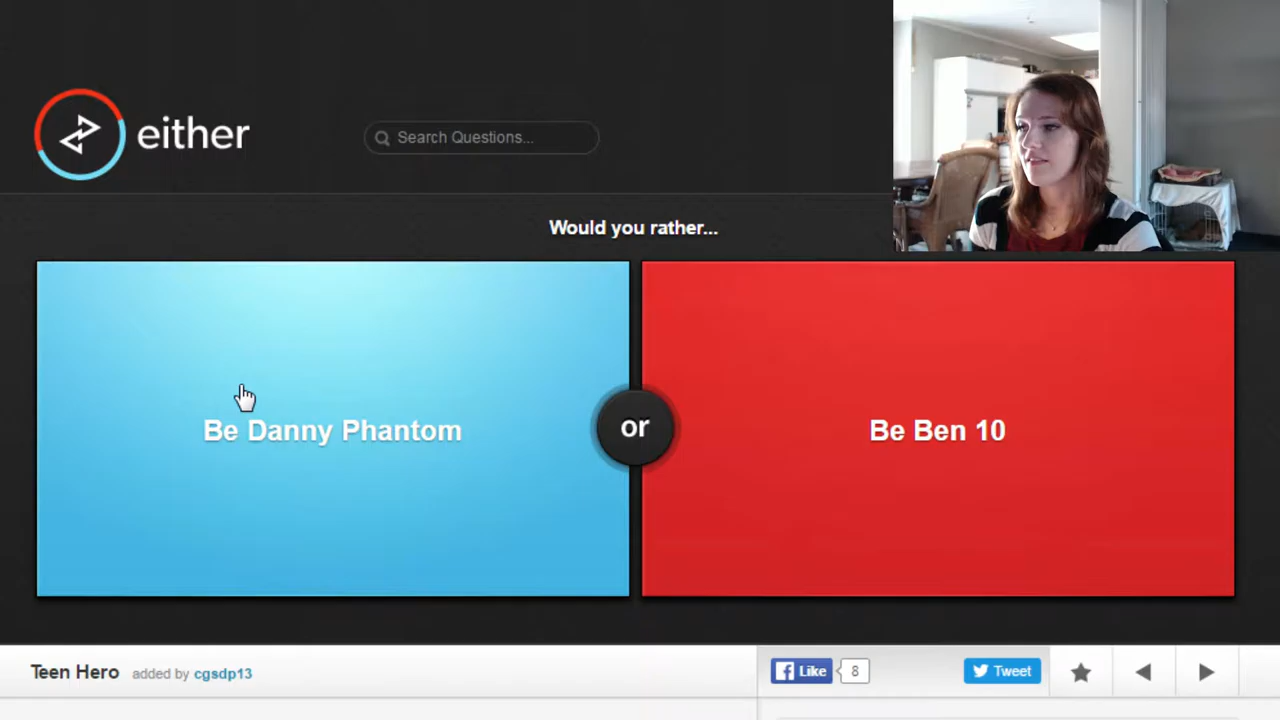 either
Search Questions...
Would you rather...
Be Danny Phantom
or
Be Ben 10
Teen Hero added by cgsdp13
Like 8
Tweet